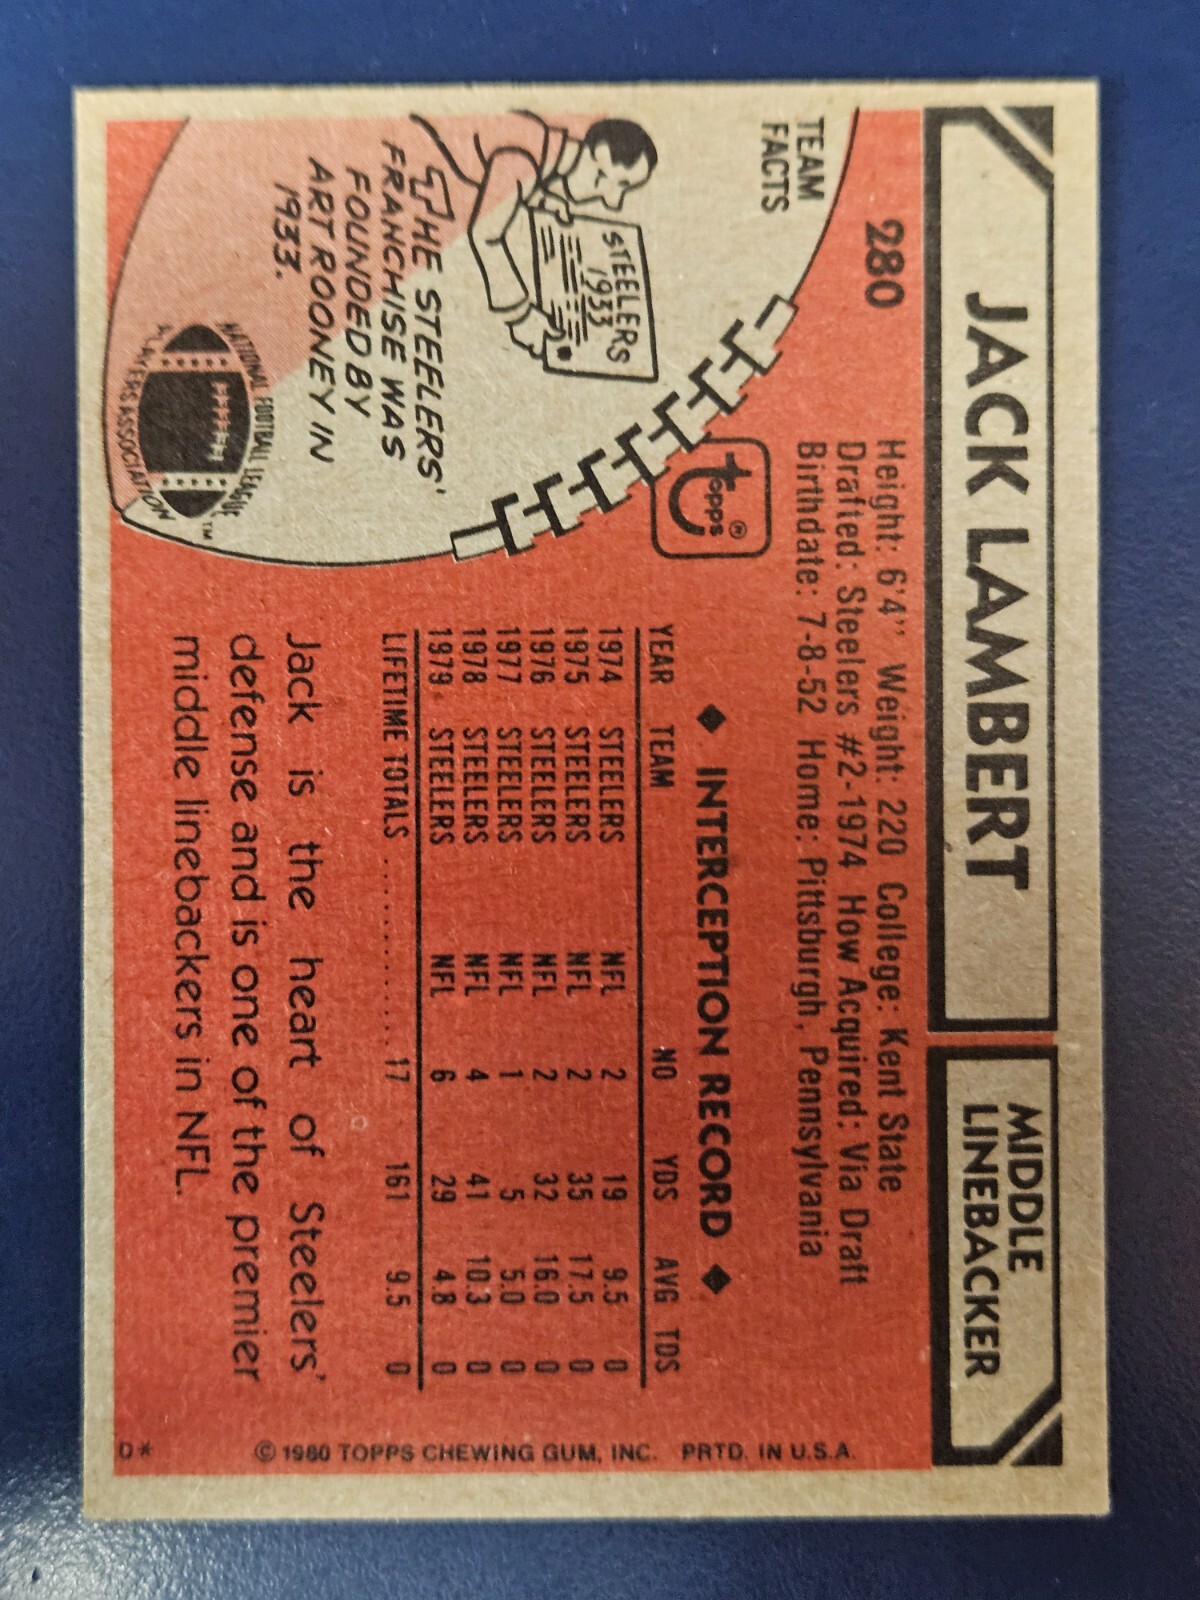 JACK LAMBERT
MIDDLE
LINEBACKER
280
Height: 6'4" Weight: 220 College: Kent State
Drafted: Steelers #2-1974 How Acquired: Via Draft
Birthdate: 7-8-52 Home: Pittsburgh, Pennsylvania
TEAM
FACTS
STEELERS
1933
THE STEELERS'
FRANCHISE WAS
FOUNDED BY
ART ROONEY IN
1933.
NATIONAL FOOTBALL LEAGUE
PLAYERS ASSOCIATION
TM
topps ®
◆ INTERCEPTION RECORD ◆
YEAR TEAM NO YDS AVG TDS
1974 STEELERS NFL 2 19 9.5 0
1975 STEELERS NFL 2 35 17.5 0
1976 STEELERS NFL 2 32 16.0 0
1977 STEELERS NFL 1 5 5.0 0
1978 STEELERS NFL 4 41 10.3 0
1979 STEELERS NFL 6 29 4.8 0
LIFETIME TOTALS .......... 17 161 9.5 0
Jack is the heart of Steelers'
defense and is one of the premier
middle linebackers in NFL.
© 1980 TOPPS CHEWING GUM, INC. PRTD. IN U.S.A.
D*